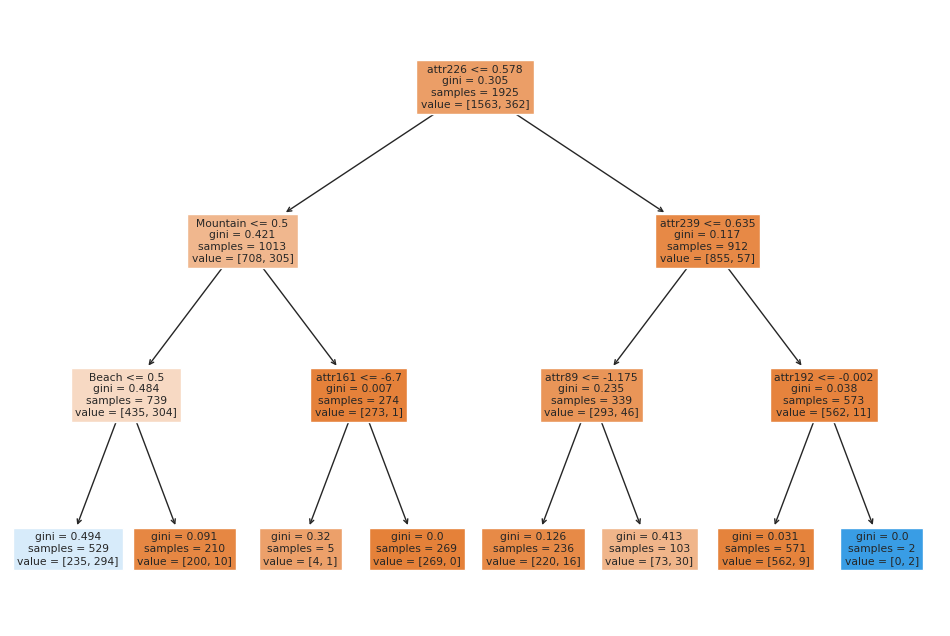 attr226 <= 0.578
gini = 0.305
samples = 1925
value = [1563, 362]
Mountain <= 0.5
gini = 0.421
samples = 1013
value = [708, 305]
attr239 <= 0.635
gini = 0.117
samples = 912
value = [855, 57]
Beach <= 0.5
gini = 0.484
samples = 739
value = [435, 304]
attr161 <= -6.7
gini = 0.007
samples = 274
value = [273, 1]
attr89 <= -1.175
gini = 0.235
samples = 339
value = [293, 46]
attr192 <= -0.002
gini = 0.038
samples = 573
value = [562, 11]
gini = 0.494
samples = 529
value = [235, 294]
gini = 0.091
samples = 210
value = [200, 10]
gini = 0.32
samples = 5
value = [4, 1]
gini = 0.0
samples = 269
value = [269, 0]
gini = 0.126
samples = 236
value = [220, 16]
gini = 0.413
samples = 103
value = [73, 30]
gini = 0.031
samples = 571
value = [562, 9]
gini = 0.0
samples = 2
value = [0, 2]